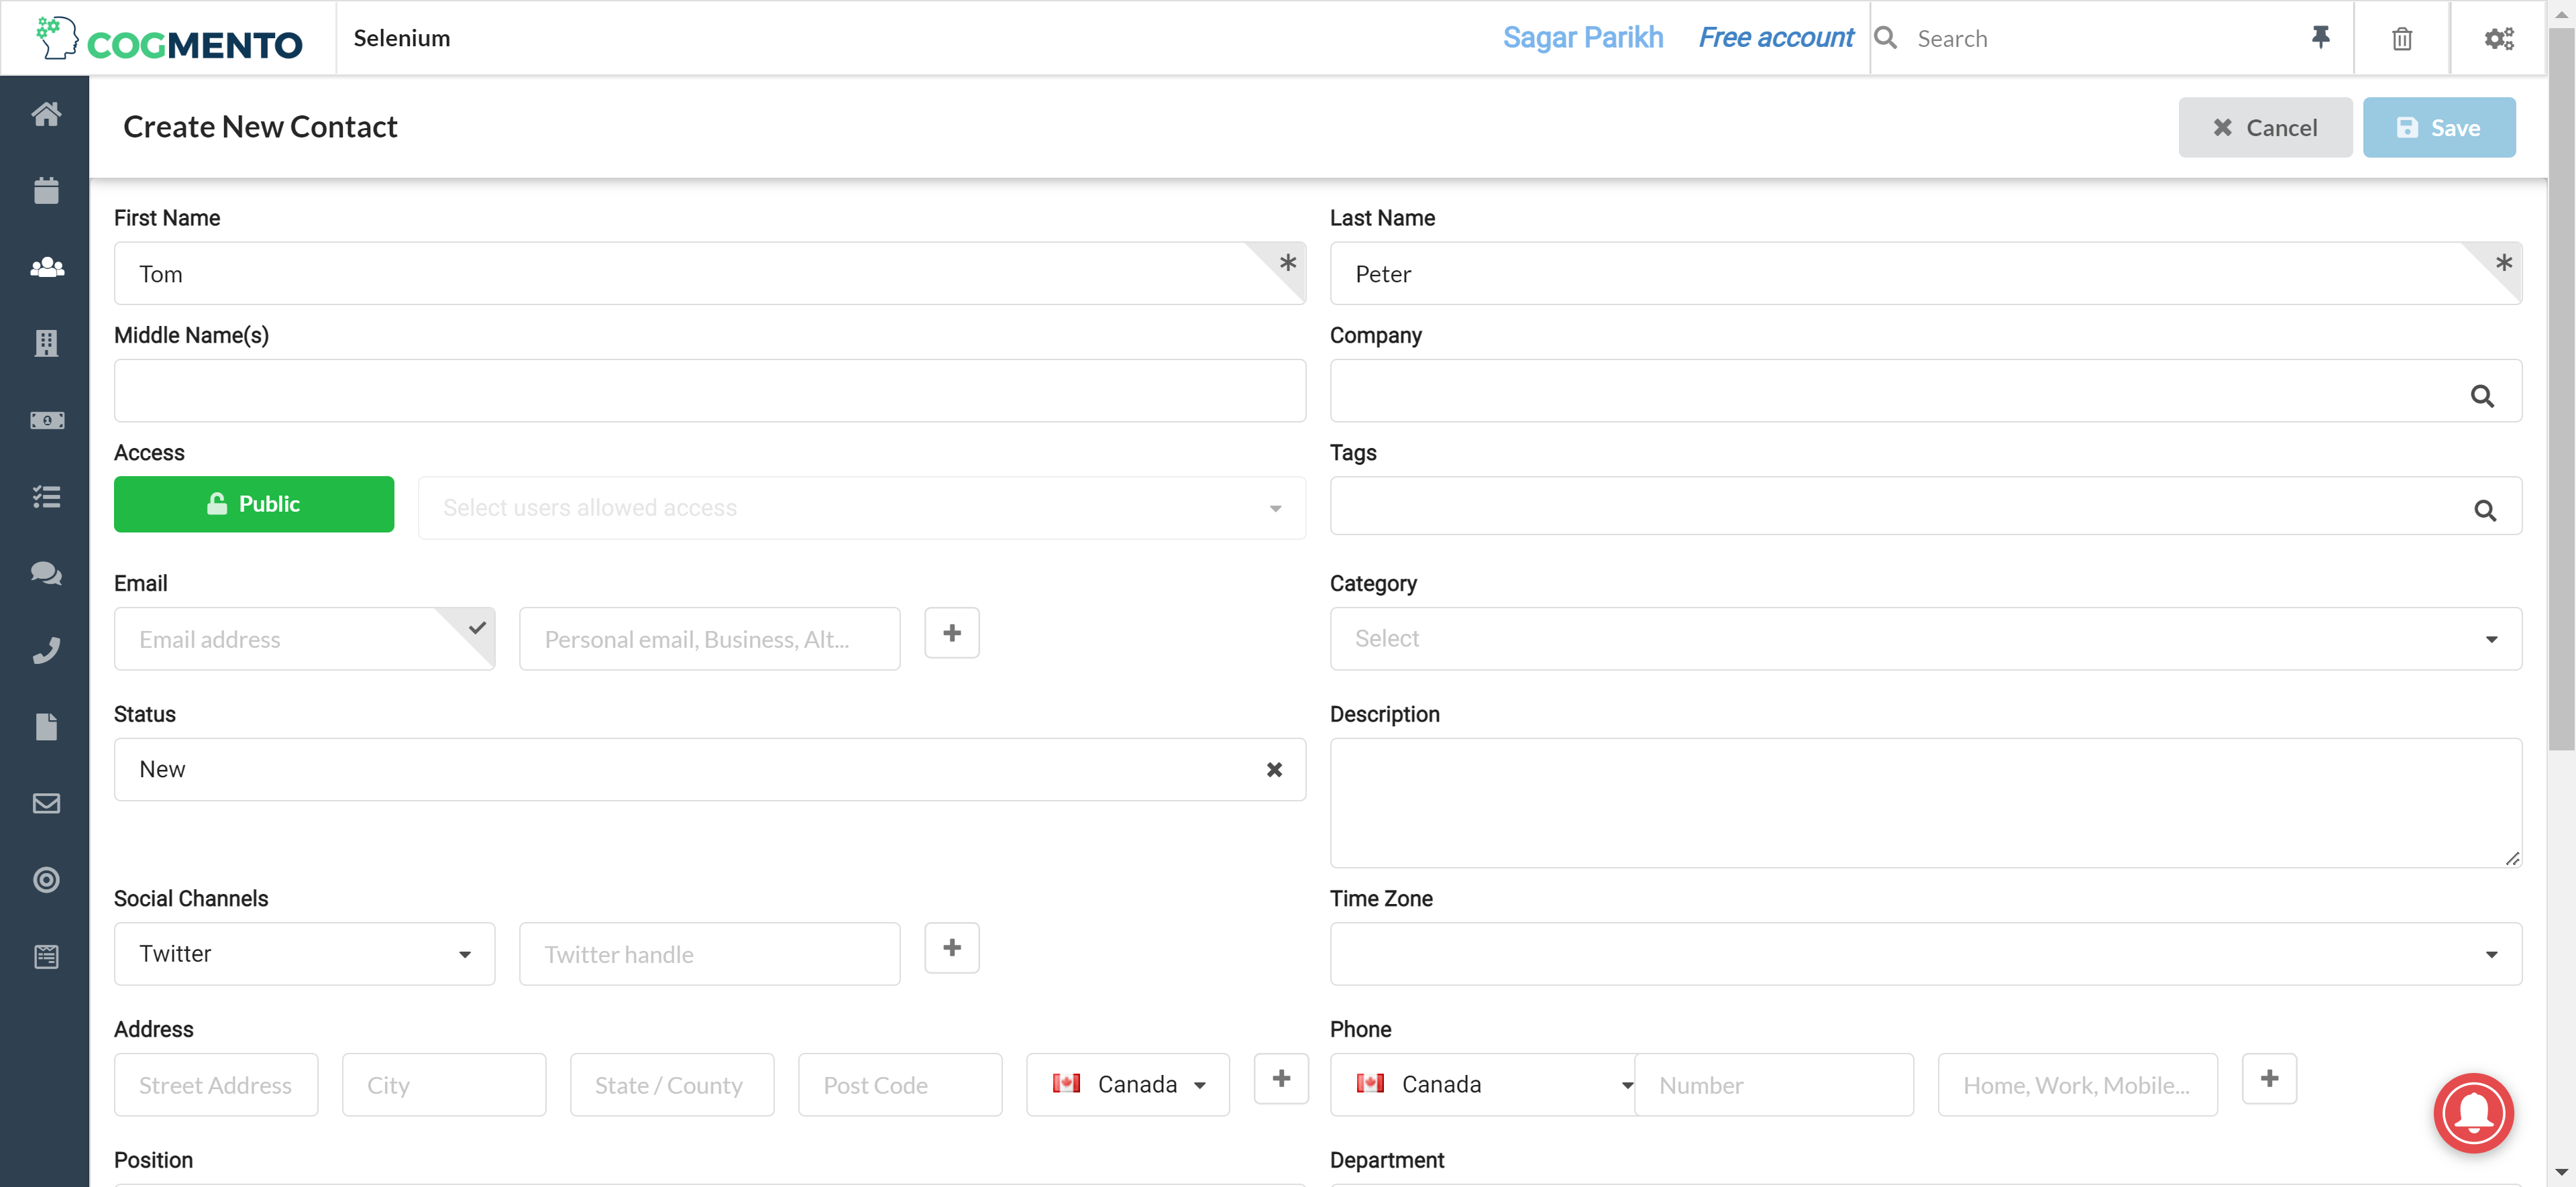 COGMENTO
Selenium
Sagar Parikh
Free account
Search
Create New Contact
Cancel
Save
First Name
Last Name
Tom
*
Peter
*
Middle Name(s)
Company
Access
Tags
Public
Select users allowed access
Email
Category
Email address
Personal email, Business, Alt...
Select
Status
Description
New
Social Channels
Time Zone
Twitter
Twitter handle
Address
Phone
Street Address
City
State / County
Post Code
Canada
Canada
Number
Home, Work, Mobile...
Position
Department